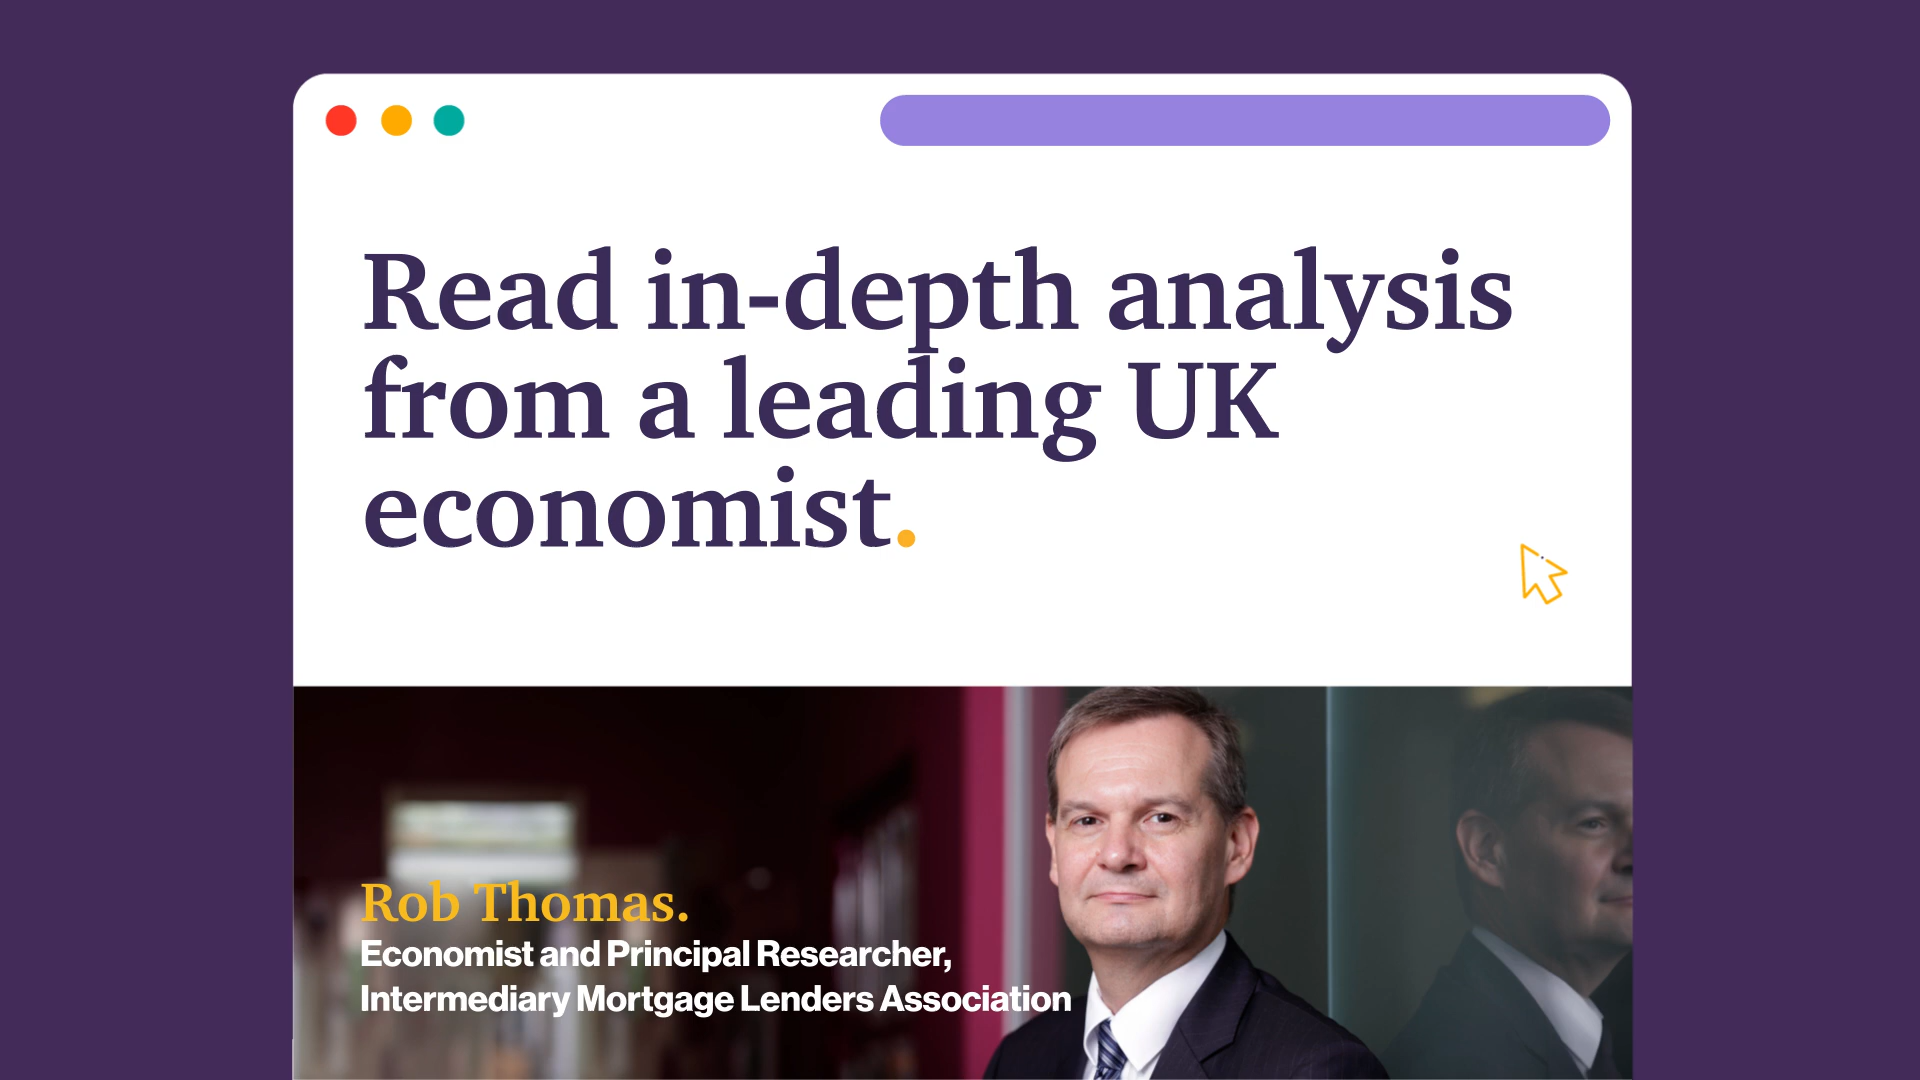 Read in-depth analysis
from a leading UK
economist.
Rob Thomas.
Economist and Principal Researcher,
Intermediary Mortgage Lenders Association